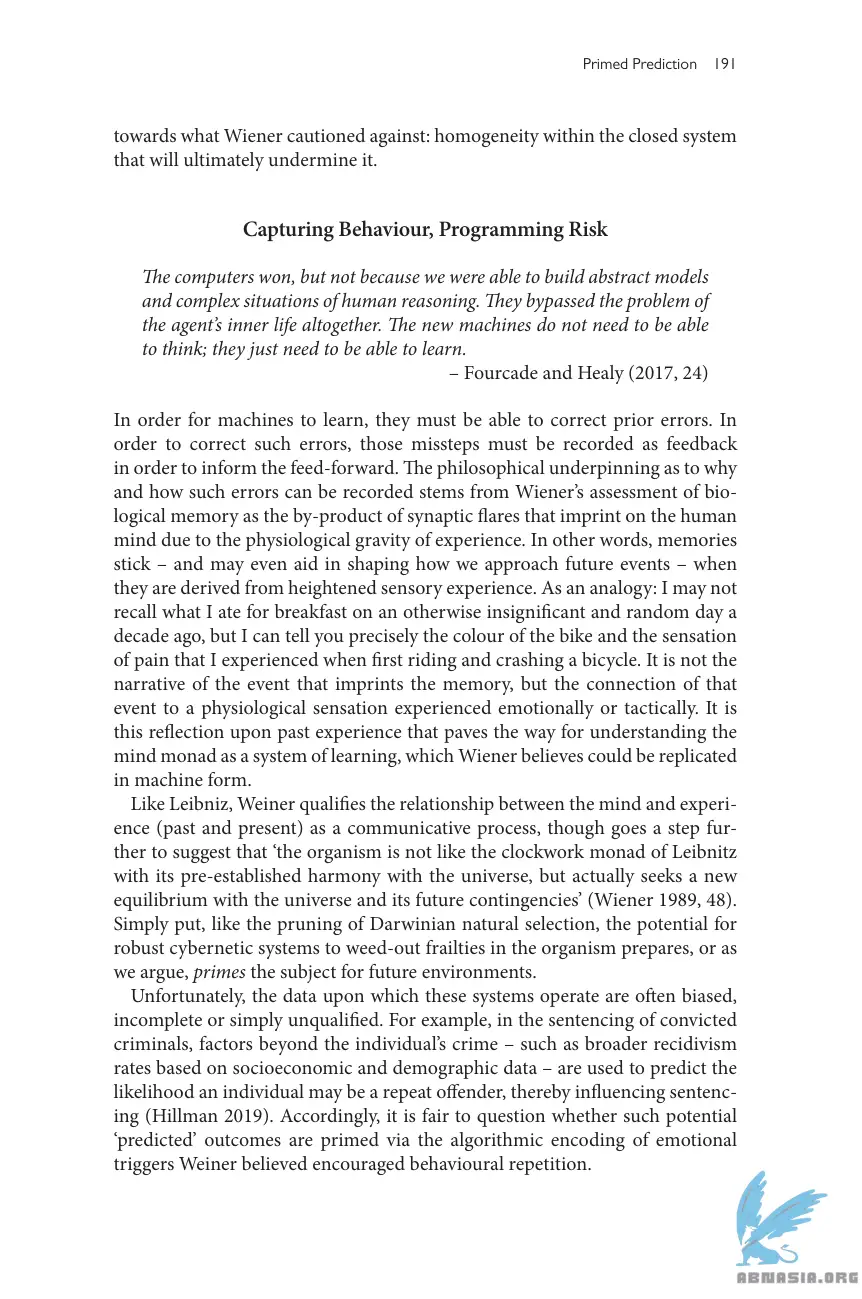 Primed Prediction 191
towards what Wiener cautioned against: homogeneity within the closed system
that will ultimately undermine it.
Capturing Behaviour, Programming Risk
The computers won, but not because we were able to build abstract models
and complex situations of human reasoning. They bypassed the problem of
the agent’s inner life altogether. The new machines do not need to be able
to think; they just need to be able to learn.
– Fourcade and Healy (2017, 24)
In order for machines to learn, they must be able to correct prior errors. In
order to correct such errors, those missteps must be recorded as feedback
in order to inform the feed-forward. The philosophical underpinning as to why
and how such errors can be recorded stems from Wiener’s assessment of bio-
logical memory as the by-product of synaptic flares that imprint on the human
mind due to the physiological gravity of experience. In other words, memories
stick – and may even aid in shaping how we approach future events – when
they are derived from heightened sensory experience. As an analogy: I may not
recall what I ate for breakfast on an otherwise insignificant and random day a
decade ago, but I can tell you precisely the colour of the bike and the sensation
of pain that I experienced when first riding and crashing a bicycle. It is not the
narrative of the event that imprints the memory, but the connection of that
event to a physiological sensation experienced emotionally or tactically. It is
this reflection upon past experience that paves the way for understanding the
mind monad as a system of learning, which Wiener believes could be replicated
in machine form.
Like Leibniz, Weiner qualifies the relationship between the mind and experi-
ence (past and present) as a communicative process, though goes a step fur-
ther to suggest that ‘the organism is not like the clockwork monad of Leibnitz
with its pre-established harmony with the universe, but actually seeks a new
equilibrium with the universe and its future contingencies’ (Wiener 1989, 48).
Simply put, like the pruning of Darwinian natural selection, the potential for
robust cybernetic systems to weed-out frailties in the organism prepares, or as
we argue, primes the subject for future environments.
Unfortunately, the data upon which these systems operate are often biased,
incomplete or simply unqualified. For example, in the sentencing of convicted
criminals, factors beyond the individual’s crime – such as broader recidivism
rates based on socioeconomic and demographic data – are used to predict the
likelihood an individual may be a repeat offender, thereby influencing sentenc-
ing (Hillman 2019). Accordingly, it is fair to question whether such potential
‘predicted’ outcomes are primed via the algorithmic encoding of emotional
triggers Weiner believed encouraged behavioural repetition.
ABNASIA.ORG